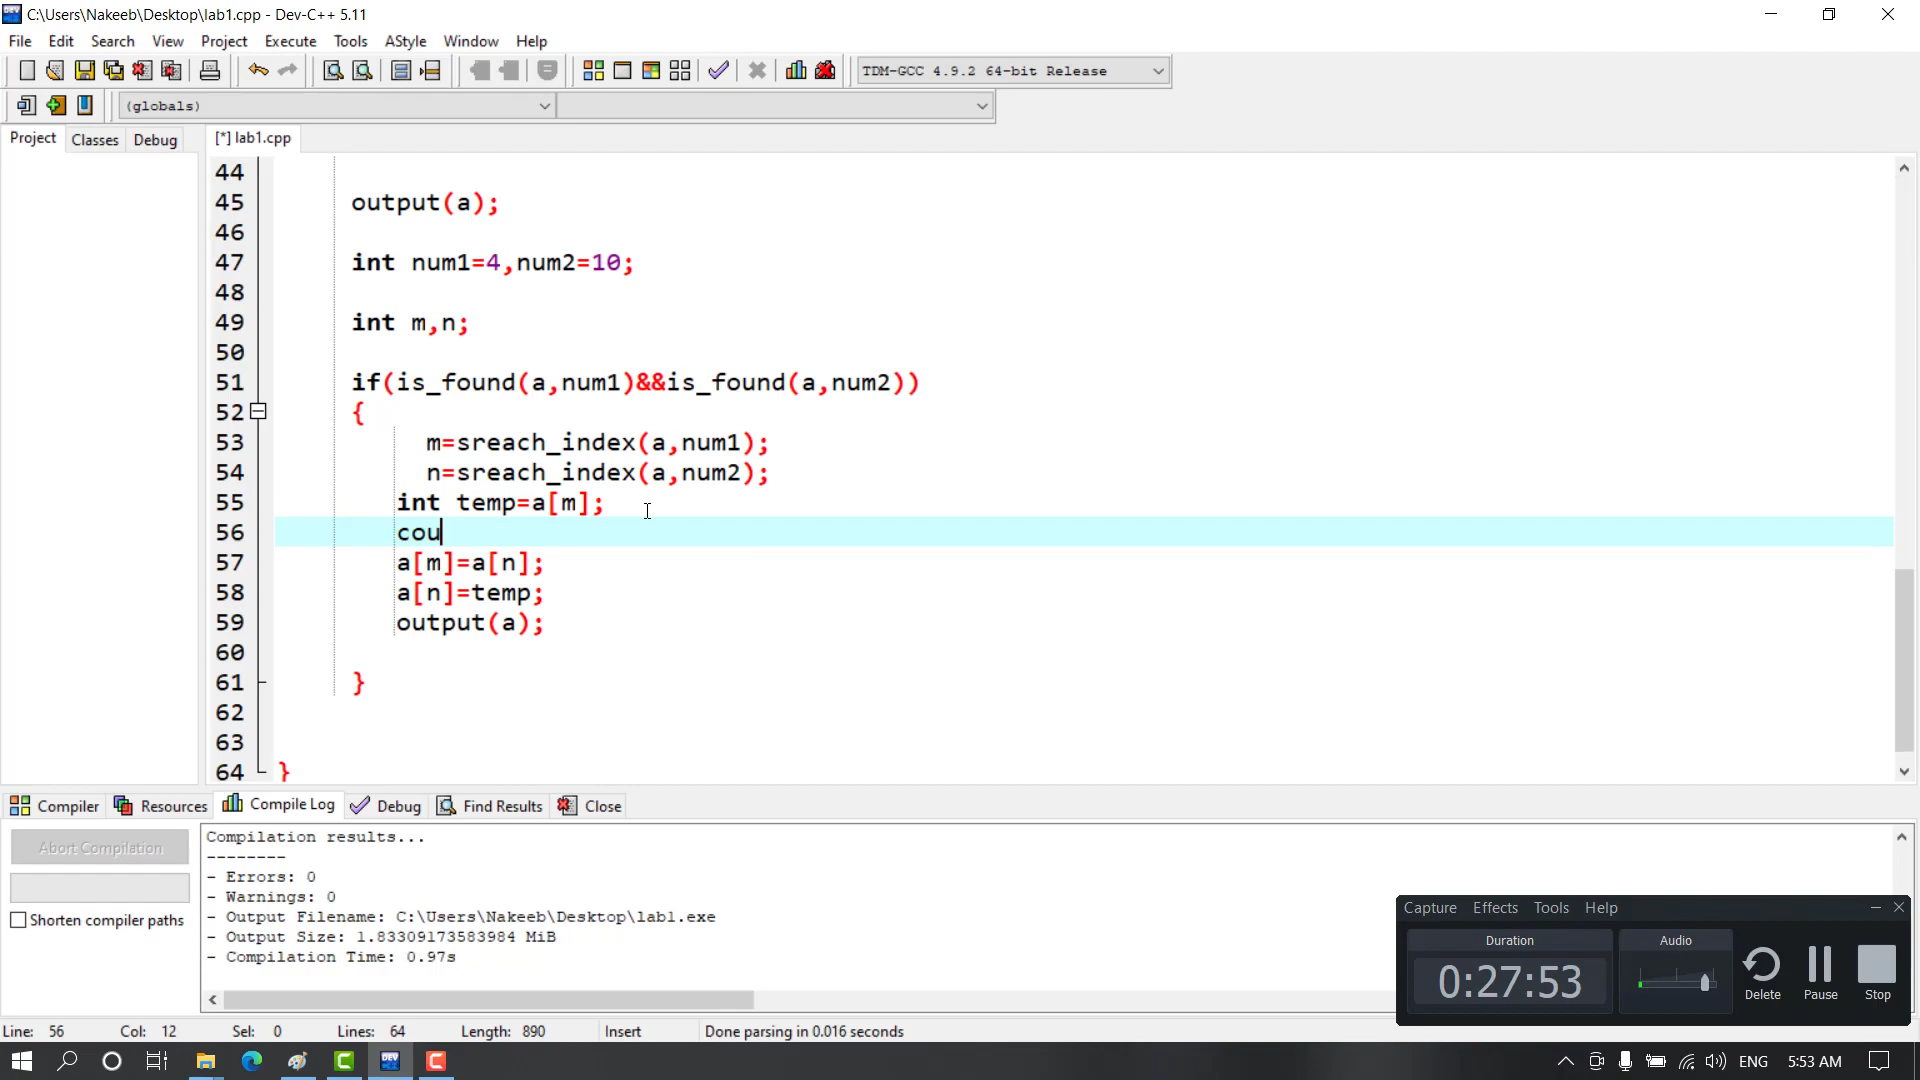 C:\Users\Nakeeb\Desktop\lab1.cpp - Dev-C++ 5.11
File Edit Search View Project Execute Tools AStyle Window Help
TDM-GCC 4.9.2 64-bit Release
(globals)
Project Classes Debug [*] lab1.cpp
44
45 output(a);
46
47 int num1=4,num2=10;
48
49 int m,n;
50
51 if(is_found(a,num1)&&is_found(a,num2))
52 {
53 m=sreach_index(a,num1);
54 n=sreach_index(a,num2);
55 int temp=a[m];
56 cou
57 a[m]=a[n];
58 a[n]=temp;
59 output(a);
60
61 }
62
63
64 }
Compiler Resources Compile Log Debug Find Results Close
Abort Compilation
Shorten compiler paths
Compilation results...
--------
- Errors: 0
- Warnings: 0
- Output Filename: C:\Users\Nakeeb\Desktop\lab1.exe
- Output Size: 1.83309173583984 MiB
- Compilation Time: 0.97s
Capture Effects Tools Help
Duration Audio
0:27:53
Delete Pause Stop
Line: 56 Col: 12 Sel: 0 Lines: 64 Length: 890 Insert Done parsing in 0.016 seconds
DEV
ENG 5:53 AM